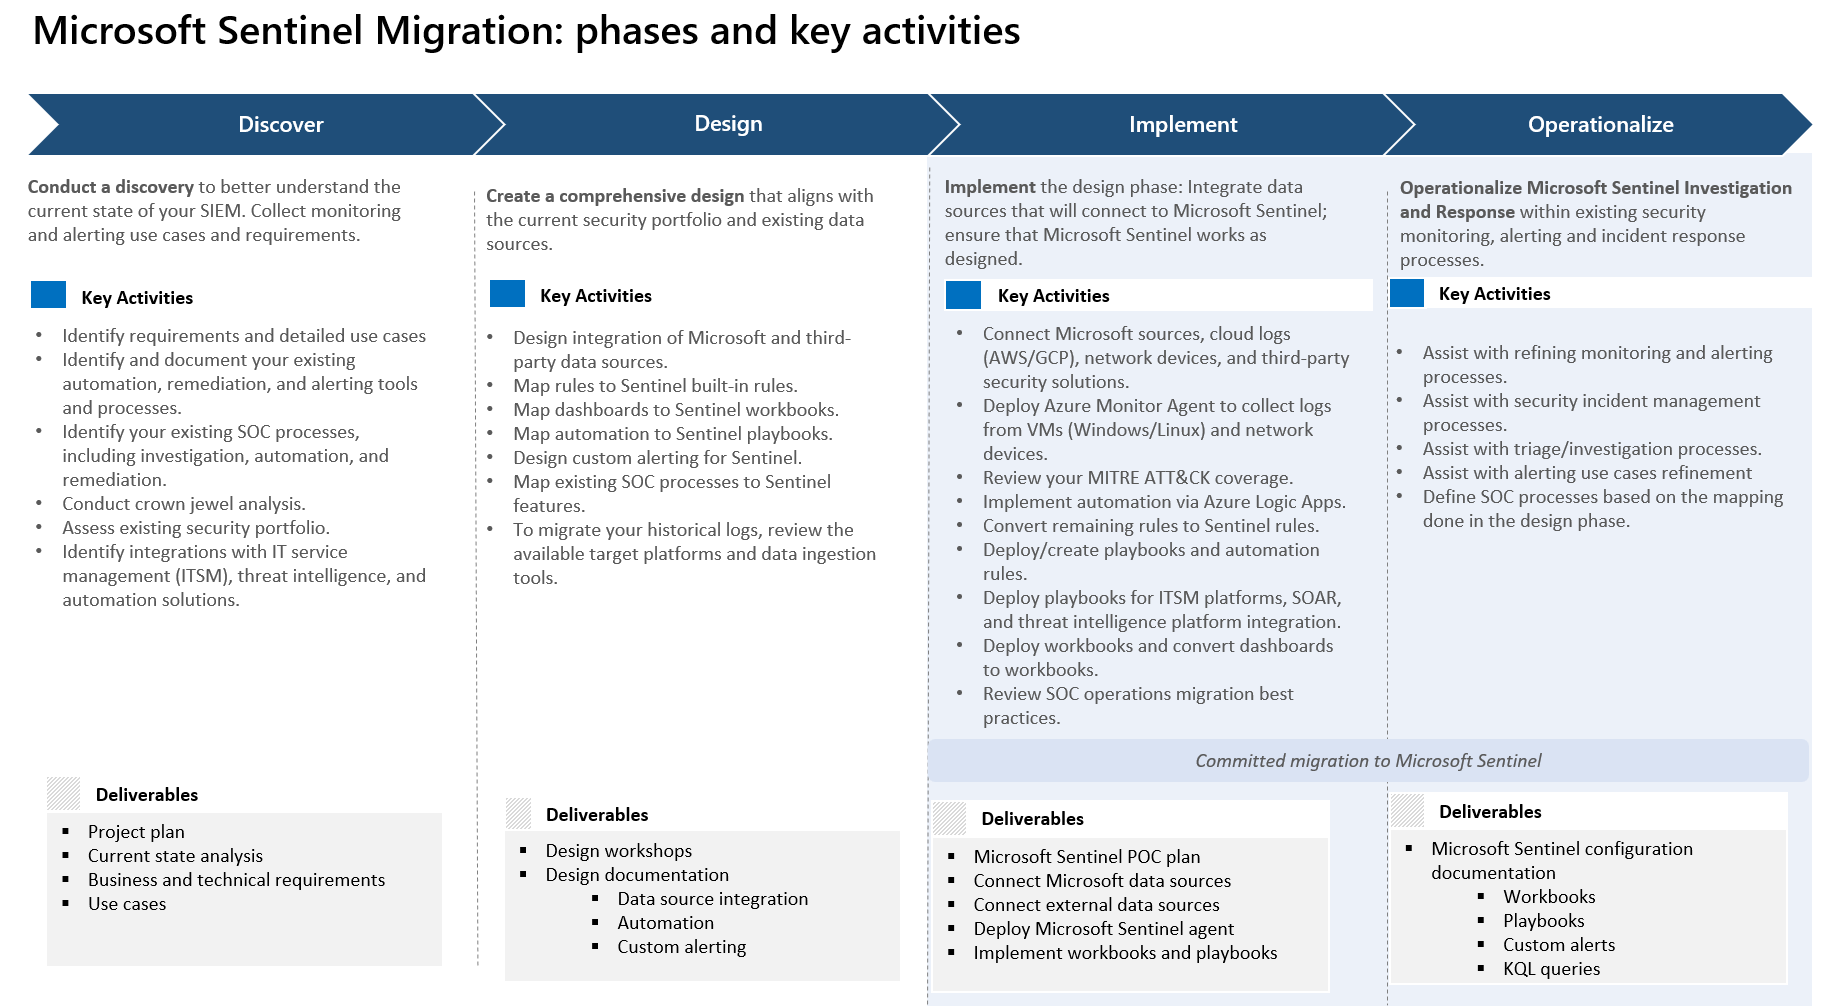 Microsoft Sentinel Migration: phases and key activities
Discover
Design
Implement
Operationalize
Conduct a discovery to better understand the
current state of your SIEM. Collect monitoring
and alerting use cases and requirements.
Key Activities
• Identify requirements and detailed use cases
• Identify and document your existing
automation, remediation, and alerting tools
and processes.
• Identify your existing SOC processes,
including investigation, automation, and
remediation.
• Conduct crown jewel analysis.
• Assess existing security portfolio.
• Identify integrations with IT service
management (ITSM), threat intelligence, and
automation solutions.
Deliverables
▪ Project plan
▪ Current state analysis
▪ Business and technical requirements
▪ Use cases
Create a comprehensive design that aligns with
the current security portfolio and existing data
sources.
Key Activities
• Design integration of Microsoft and third-
party data sources.
• Map rules to Sentinel built-in rules.
• Map dashboards to Sentinel workbooks.
• Map automation to Sentinel playbooks.
• Design custom alerting for Sentinel.
• Map existing SOC processes to Sentinel
features.
• To migrate your historical logs, review the
available target platforms and data ingestion
tools.
Deliverables
▪ Design workshops
▪ Design documentation
▪ Data source integration
▪ Automation
▪ Custom alerting
Implement the design phase: Integrate data
sources that will connect to Microsoft Sentinel;
ensure that Microsoft Sentinel works as
designed.
Key Activities
• Connect Microsoft sources, cloud logs
(AWS/GCP), network devices, and third-party
security solutions.
• Deploy Azure Monitor Agent to collect logs
from VMs (Windows/Linux) and network
devices.
• Review your MITRE ATT&CK coverage.
• Implement automation via Azure Logic Apps.
• Convert remaining rules to Sentinel rules.
• Deploy/create playbooks and automation
rules.
• Deploy playbooks for ITSM platforms, SOAR,
and threat intelligence platform integration.
• Deploy workbooks and convert dashboards
to workbooks.
• Review SOC operations migration best
practices.
Operationalize Microsoft Sentinel Investigation
and Response within existing security
monitoring, alerting and incident response
processes.
Key Activities
• Assist with refining monitoring and alerting
processes.
• Assist with security incident management
processes.
• Assist with triage/investigation processes.
• Assist with alerting use cases refinement
• Define SOC processes based on the mapping
done in the design phase.
Committed migration to Microsoft Sentinel
Deliverables
▪ Microsoft Sentinel POC plan
▪ Connect Microsoft data sources
▪ Connect external data sources
▪ Deploy Microsoft Sentinel agent
▪ Implement workbooks and playbooks
Deliverables
▪ Microsoft Sentinel configuration
documentation
▪ Workbooks
▪ Playbooks
▪ Custom alerts
▪ KQL queries